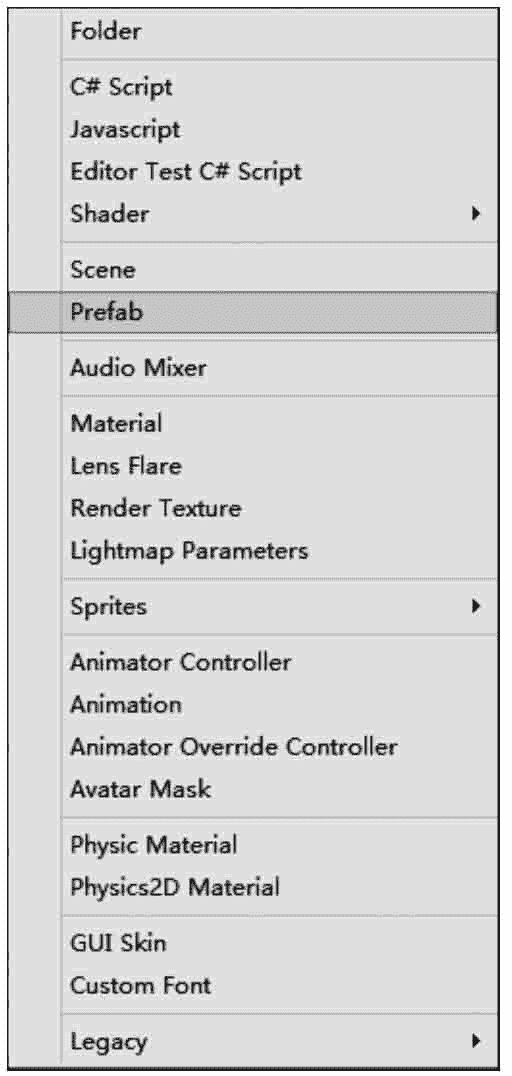 Folder
C# Script
Javascript
Editor Test C# Script
Shader
Scene
Prefab
Audio Mixer
Material
Lens Flare
Render Texture
Lightmap Parameters
Sprites
Animator Controller
Animation
Animator Override Controller
Avatar Mask
Physic Material
Physics2D Material
GUI Skin
Custom Font
Legacy